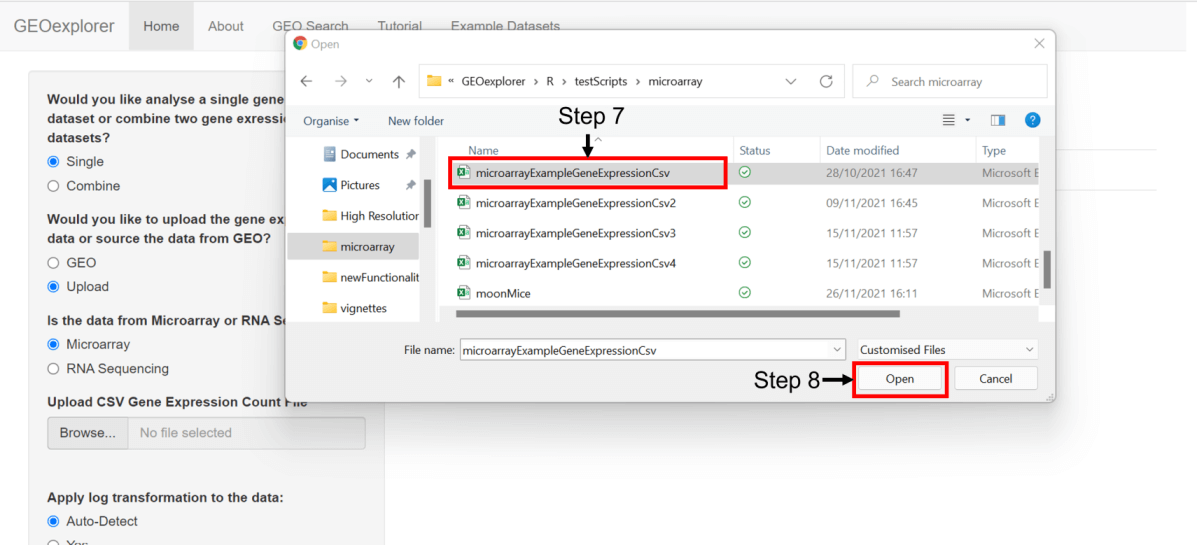 GEOexplorer Home About GEO Search Tutorial Example Datasets
Open
« GEOexplorer › R › testScripts › microarray
Search microarray
Organise New folder
Step 7
Name Status Date modified Type
Documents
Pictures
High Resolution
microarray
newFunctionalit
vignettes
microarrayExampleGeneExpressionCsv 28/10/2021 16:47 Microsoft E
microarrayExampleGeneExpressionCsv2 09/11/2021 16:45 Microsoft E
microarrayExampleGeneExpressionCsv3 15/11/2021 11:57 Microsoft E
microarrayExampleGeneExpressionCsv4 15/11/2021 11:57 Microsoft E
moonMice 26/11/2021 16:11 Microsoft E
File name: microarrayExampleGeneExpressionCsv Customised Files
Step 8 Open Cancel
Would you like analyse a single gene
dataset or combine two gene exressi
datasets?
Single
Combine
Would you like to upload the gene ex
data or source the data from GEO?
GEO
Upload
Is the data from Microarray or RNA S
Microarray
RNA Sequencing
Upload CSV Gene Expression Count File
Browse... No file selected
Apply log transformation to the data:
Auto-Detect
Yes